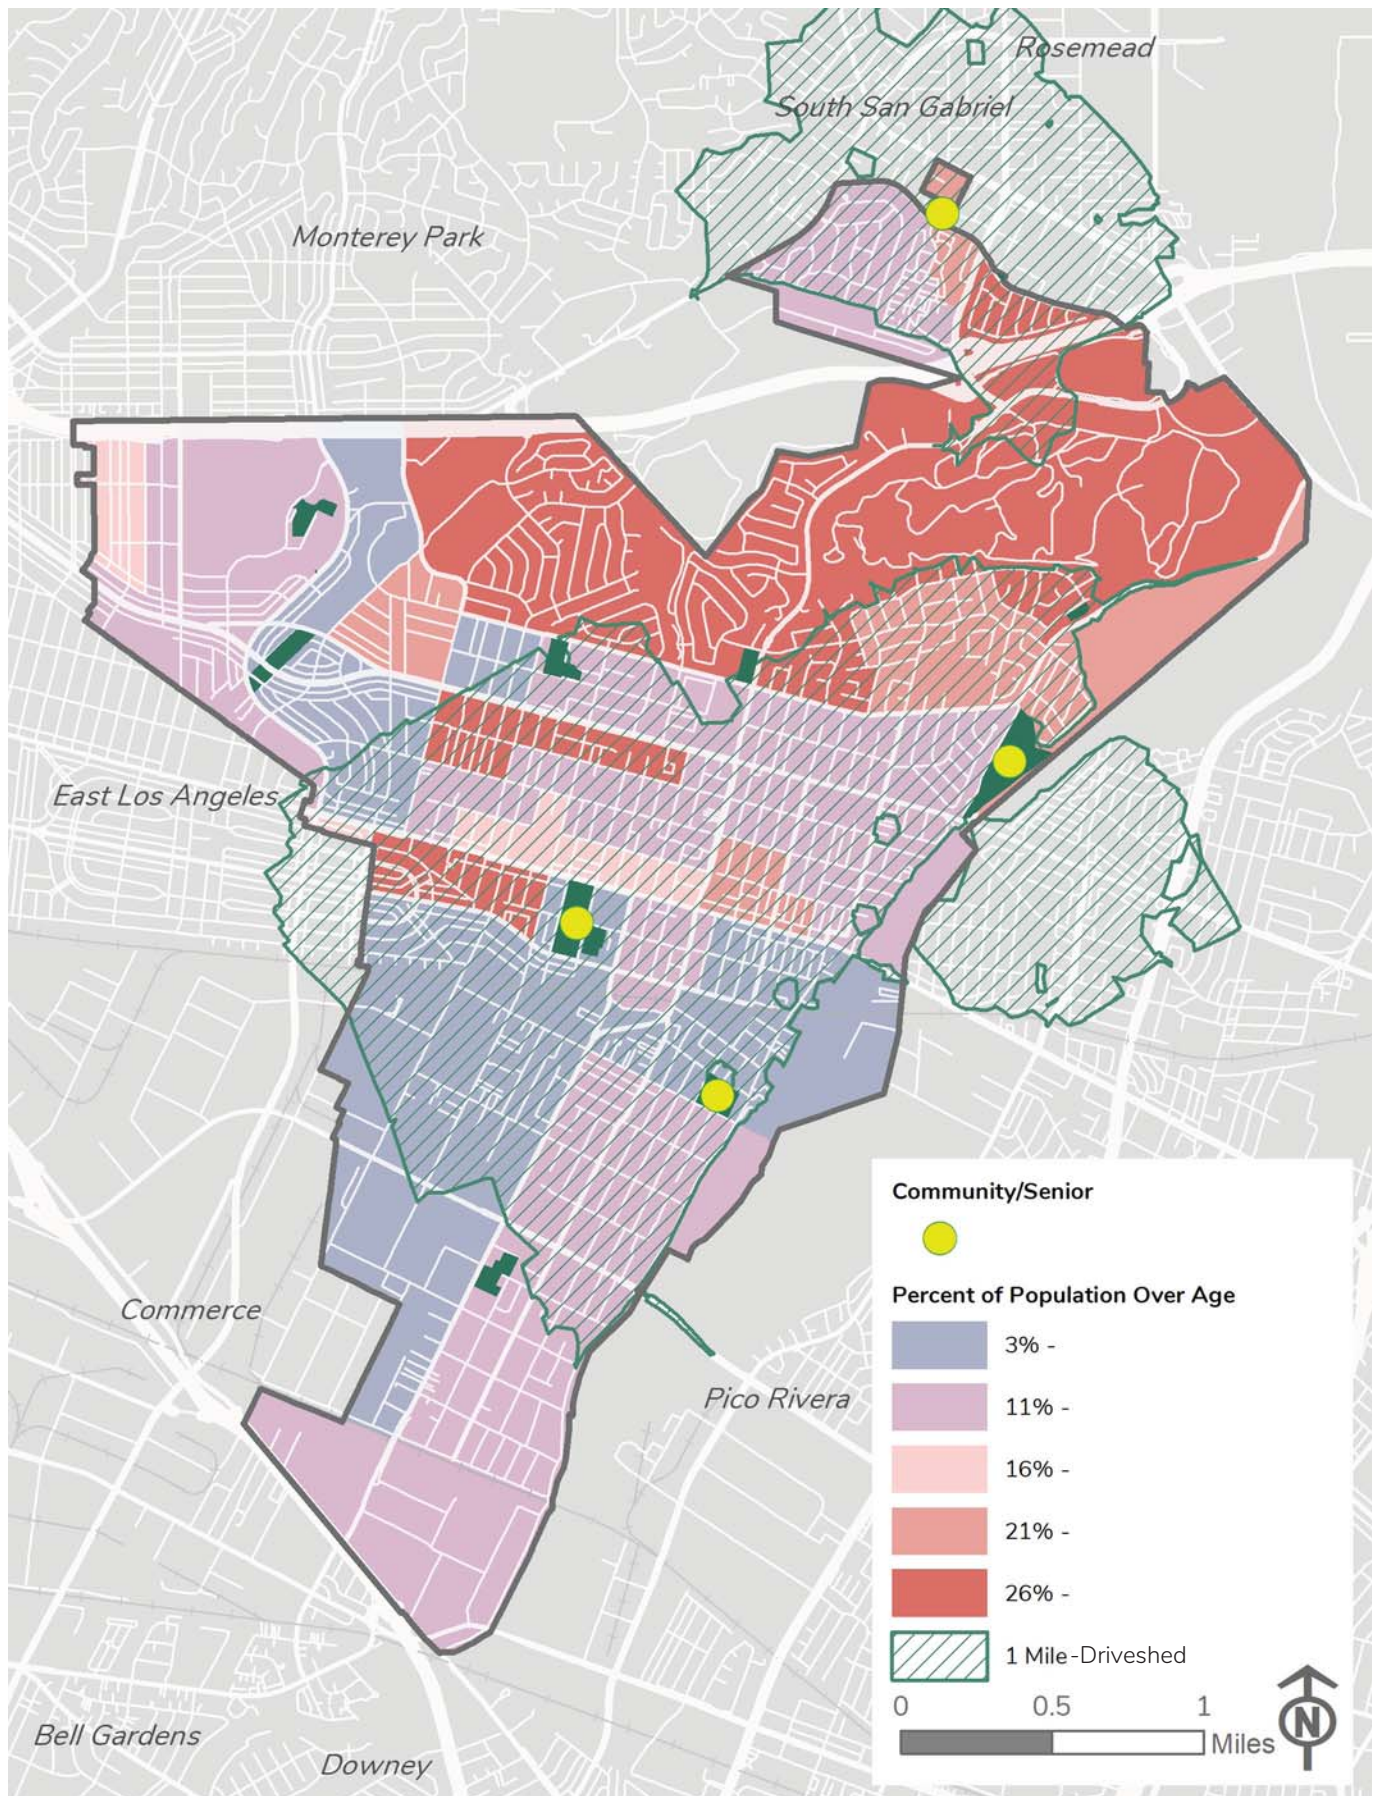 Rosemead
South San Gabriel
Monterey Park
East Los Angeles
Community/Senior
Percent of Population Over Age
3% -
11% -
16% -
21% -
26% -
1 Mile-Driveshed
0 0.5 1
Miles
N
Commerce
Pico Rivera
Bell Gardens
Downey